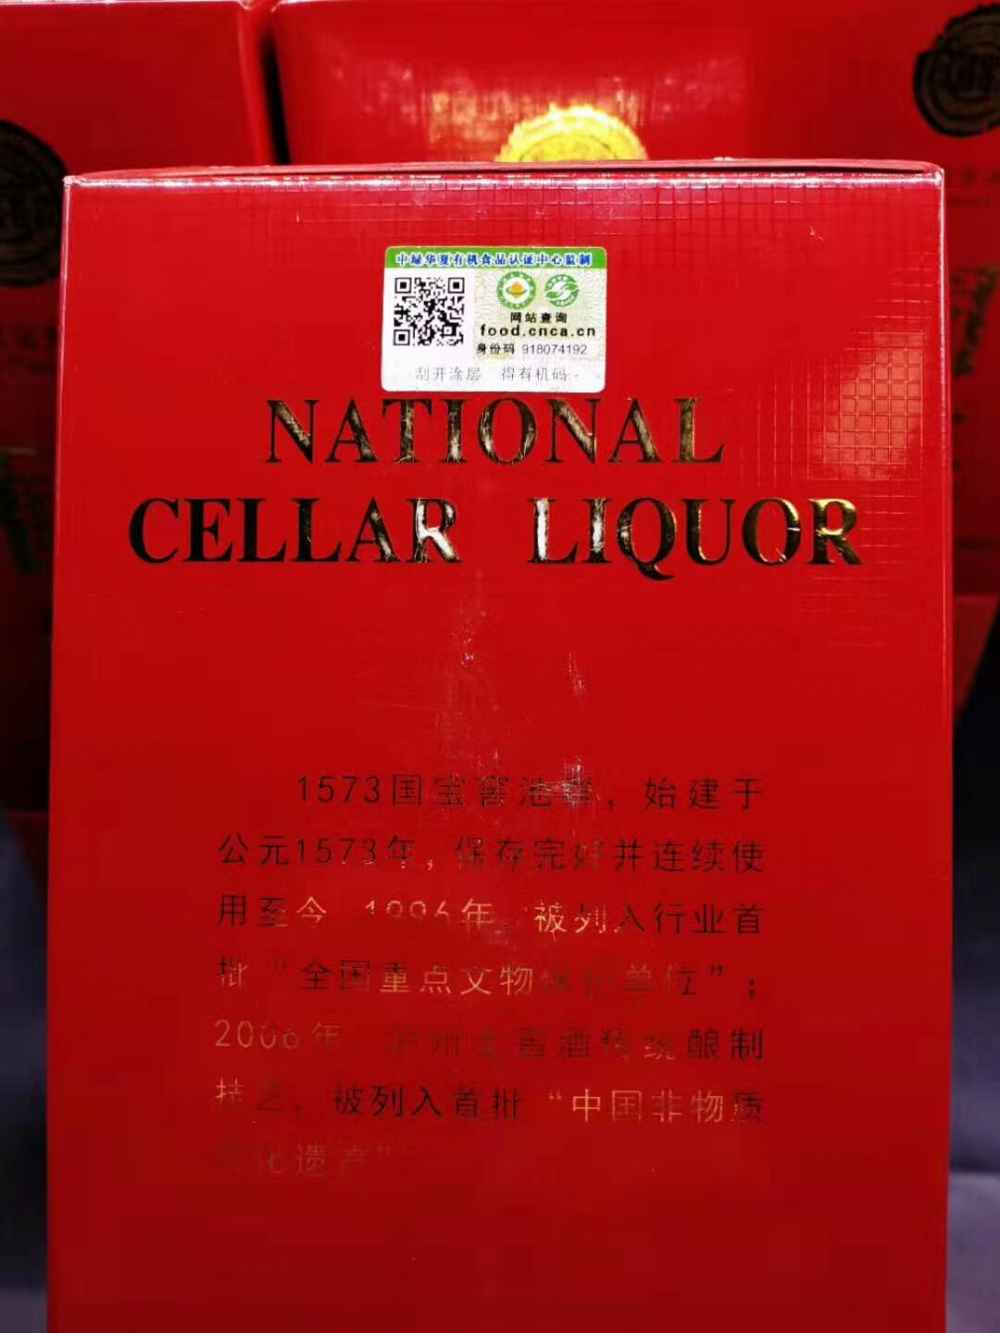 中绿华夏有机食品认证中心监制
网站查询
food.cnca.cn
身份码 918074192
刮开涂层 得有机码
NATIONAL
CELLAR LIQUOR
1573国宝窖池群，始建于
公元1573年，保存完好并连续使
用至今 1996年，被列入行业首
批“全国重点文物保护单位”；
2006年，泸州老窖酒传统酿制
技艺，被列入首批“中国非物质
文化遗产”